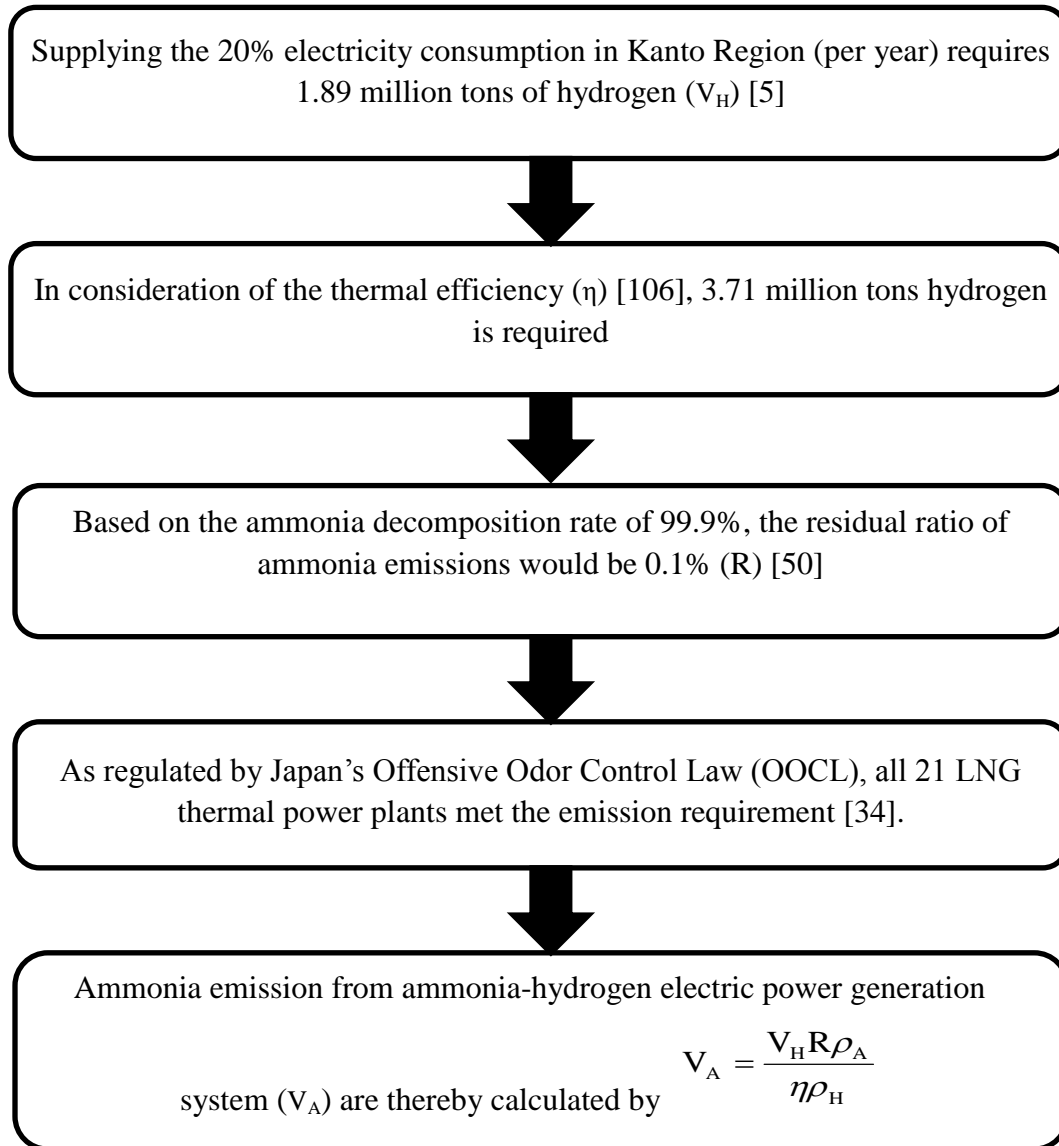 Supplying the 20% electricity consumption in Kanto Region (per year) requires
1.89 million tons of hydrogen (V_H) [5]
In consideration of the thermal efficiency (η) [106], 3.71 million tons hydrogen
is required
Based on the ammonia decomposition rate of 99.9%, the residual ratio of
ammonia emissions would be 0.1% (R) [50]
As regulated by Japan’s Offensive Odor Control Law (OOCL), all 21 LNG
thermal power plants met the emission requirement [34].
Ammonia emission from ammonia-hydrogen electric power generation
system (V_A) are thereby calculated by V_A = \frac{V_H R ρ_A}{η ρ_H}